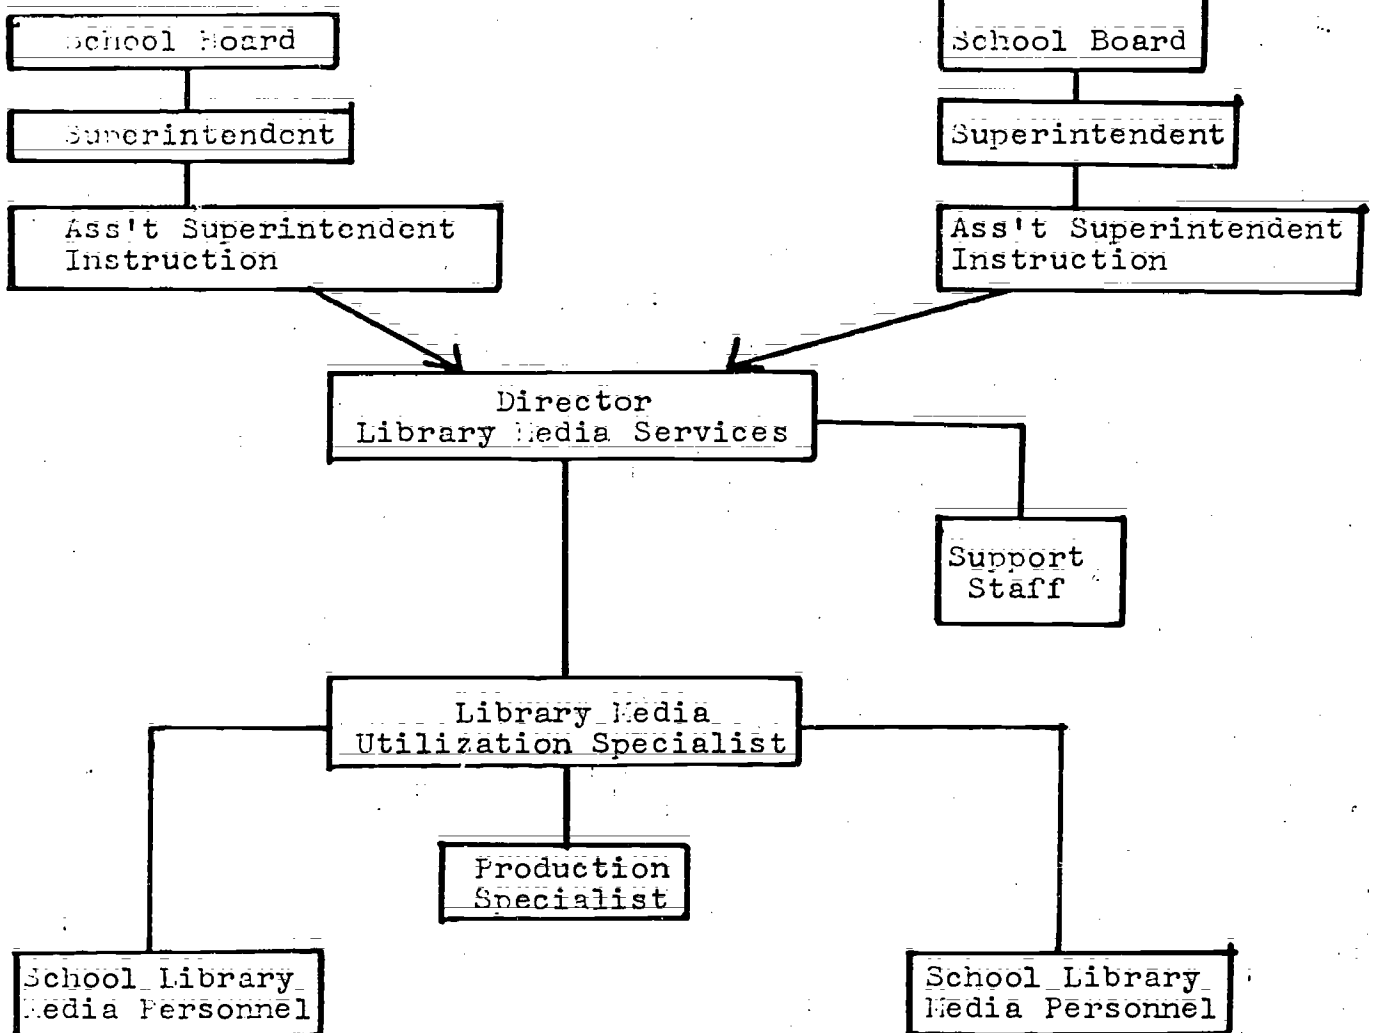 School Board
School Board
Superintendent
Superintendent
Ass't Superintendent
Instruction
Ass't Superintendent
Instruction
Director
Library Media Services
Support
Staff
Library Media
Utilization Specialist
Production
Specialist
School Library
Media Personnel
School Library
Media Personnel